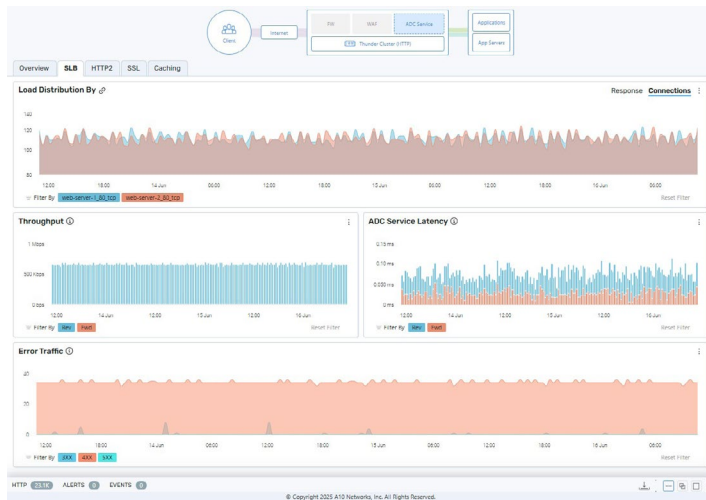 FW
WAF
ADC Service
Applications
Client
Internet
Thunder Cluster (HTTP)
App Servers
Overview
SLB
HTTP2
SSL
Caching
Load Distribution By
Response
Connections
140
120
100
80
12:00 18:00 14 Jun 06:00 12:00 18:00 15 Jun 06:00 12:00 18:00 16 Jun 06:00
Filter By web-server-1_80_tcp web-server-2_80_tcp Reset Filter
Throughput
1 Mbps
500 Kbps
0 bps
12:00 14 Jun 12:00 15 Jun 12:00 16 Jun
Filter By Rev Fwd Reset Filter
ADC Service Latency
0.15 ms
0.10 ms
0 ms
12:00 14 Jun 12:00 15 Jun 12:00 16 Jun
Filter By Rev Fwd Reset Filter
Error Traffic
40
20
0
12:00 18:00 14 Jun 06:00 12:00 18:00 15 Jun 06:00 12:00 18:00 16 Jun 06:00
Filter By 3XX 4XX 5XX Reset Filter
HTTP 23.1K ALERTS 0 EVENTS 0
© Copyright 2025 A10 Networks, Inc. All Rights Reserved.